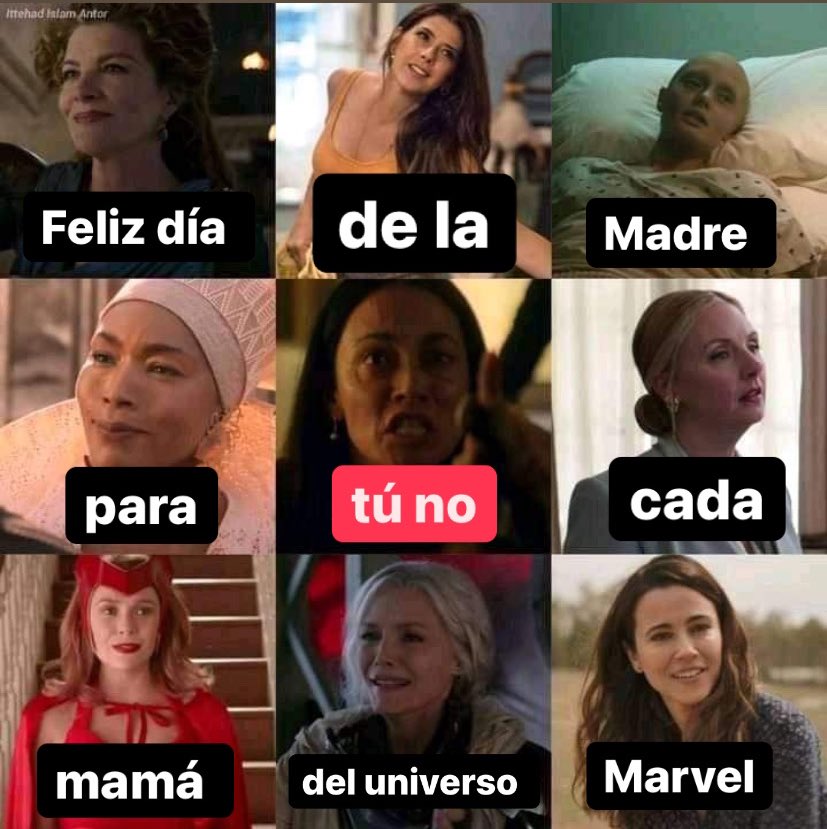 Ittehad Islam Antor
Feliz día
de la
Madre
para
tú no
cada
mamá
del universo
Marvel